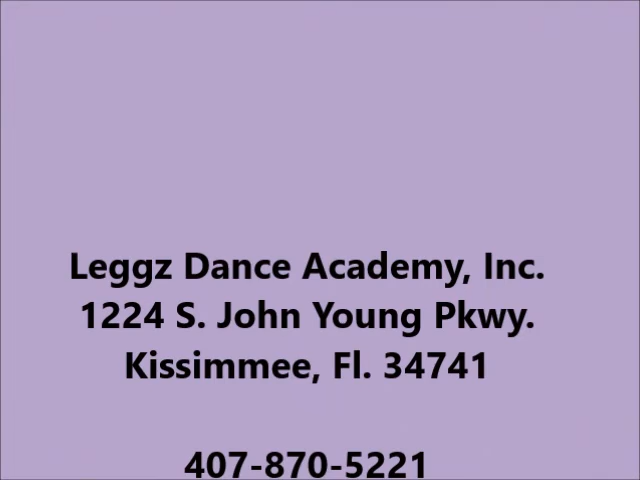 Leggz Dance Academy, Inc.
1224 S. John Young Pkwy.
Kissimmee, Fl. 34741
407-870-5221